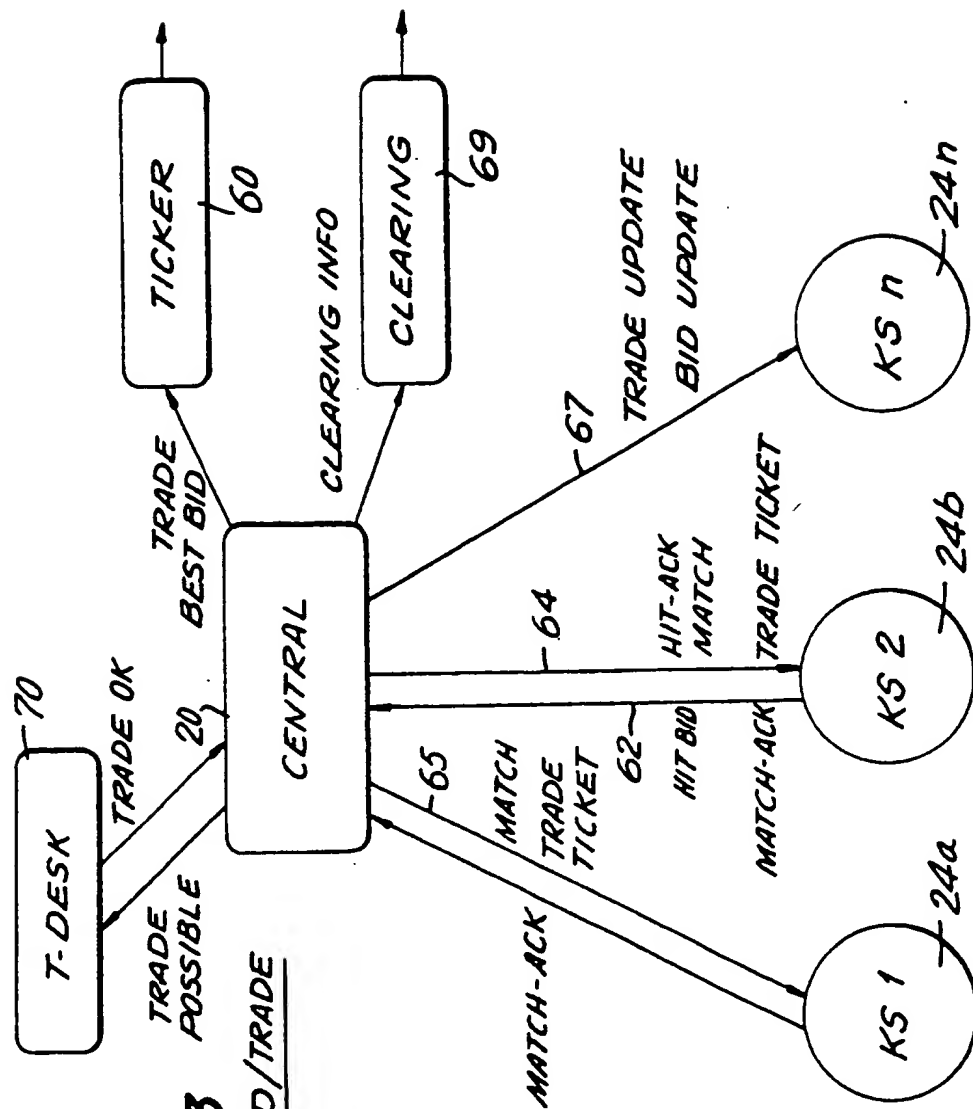 70
T-DESK
TRADE OK
TRADE
POSSIBLE
20
CENTRAL
TRADE
BEST BID
TICKER
60
CLEARING INFO
CLEARING
69
3
D/TRADE
65
MATCH
TRADE
TICKET
MATCH-ACK
KS 1
24a
62
HIT BID
MATCH-ACK
64
HIT-ACK
MATCH
TRADE TICKET
KS 2
24b
67
TRADE UPDATE
BID UPDATE
KS n
24n